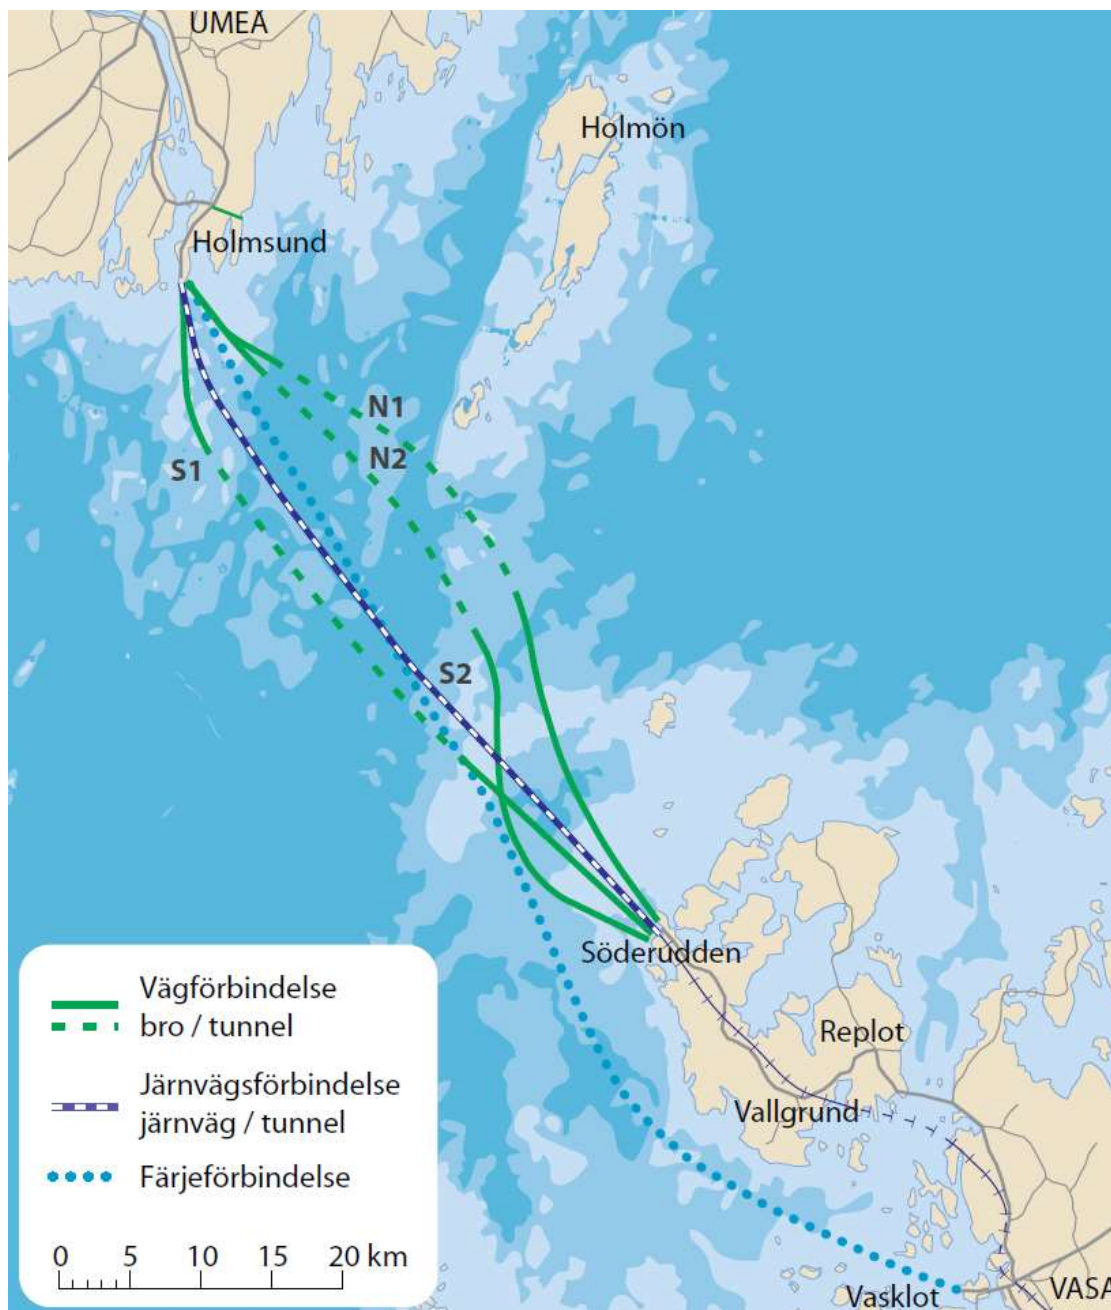 UMEÅ
Holmön
Holmsund
N1
N2
S1
S2
Söderudden
Replot
Vallgrund
Vasklot
VASA
Vägförbindelse
bro / tunnel
Järnvägsförbindelse
järnväg / tunnel
Färjeförbindelse
0 5 10 15 20 km